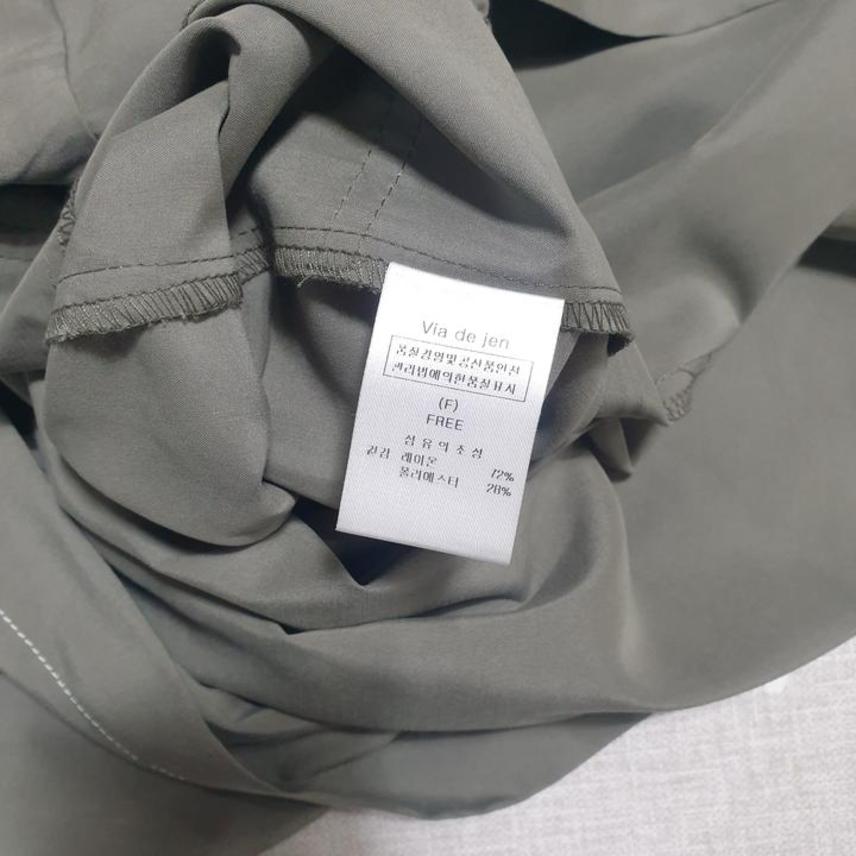 Via de jen
품질경영및공산품안전
관리법에의한품질표시
(F)
FREE
섬유의조성
겉감 레이온 72%
폴리에스터 28%